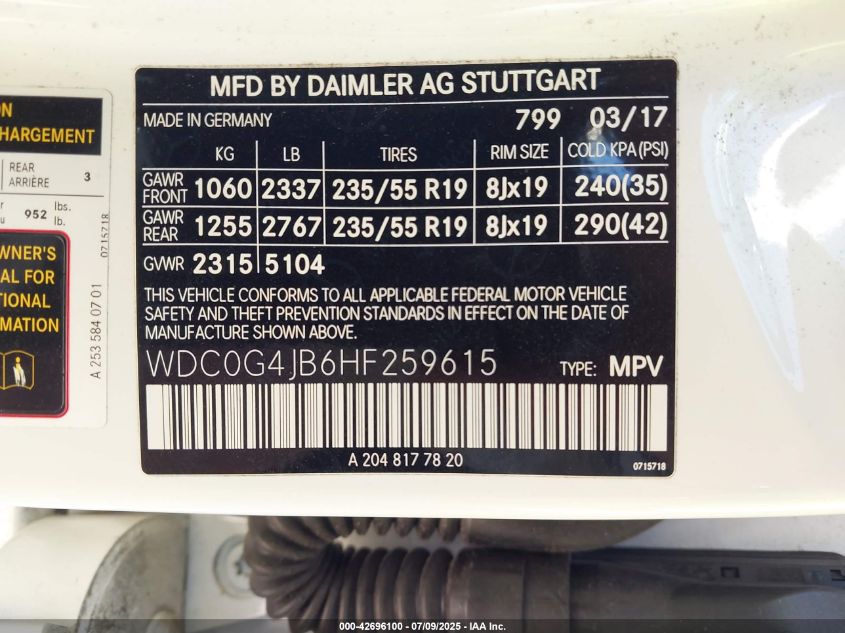 ON
HARGEMENT
REAR
ARRIÈRE 3
952 lbs.
lb.
0715718
WNER'S
AL FOR
TIONAL
RMATION
A 253 584 07 01
MFD BY DAIMLER AG STUTTGART
MADE IN GERMANY 799 03/17
KG LB TIRES RIM SIZE COLD KPA (PSI)
GAWR FRONT 1060 2337 235/55 R19 8Jx19 240(35)
GAWR REAR 1255 2767 235/55 R19 8Jx19 290(42)
GVWR 2315 5104
THIS VEHICLE CONFORMS TO ALL APPLICABLE FEDERAL MOTOR VEHICLE
SAFETY AND THEFT PREVENTION STANDARDS IN EFFECT ON THE DATE OF
MANUFACTURE SHOWN ABOVE.
WDC0G4JB6HF259615 TYPE: MPV
A 204 817 78 20
0715718
000-42696100 - 07/09/2025 - IAA Inc.